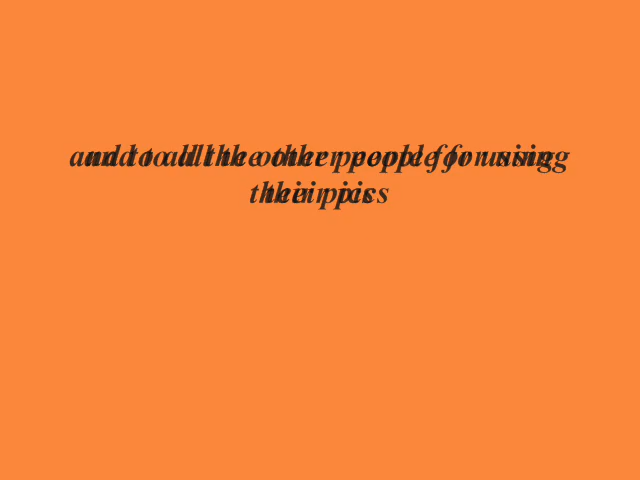 and to all the other people for using
their pics